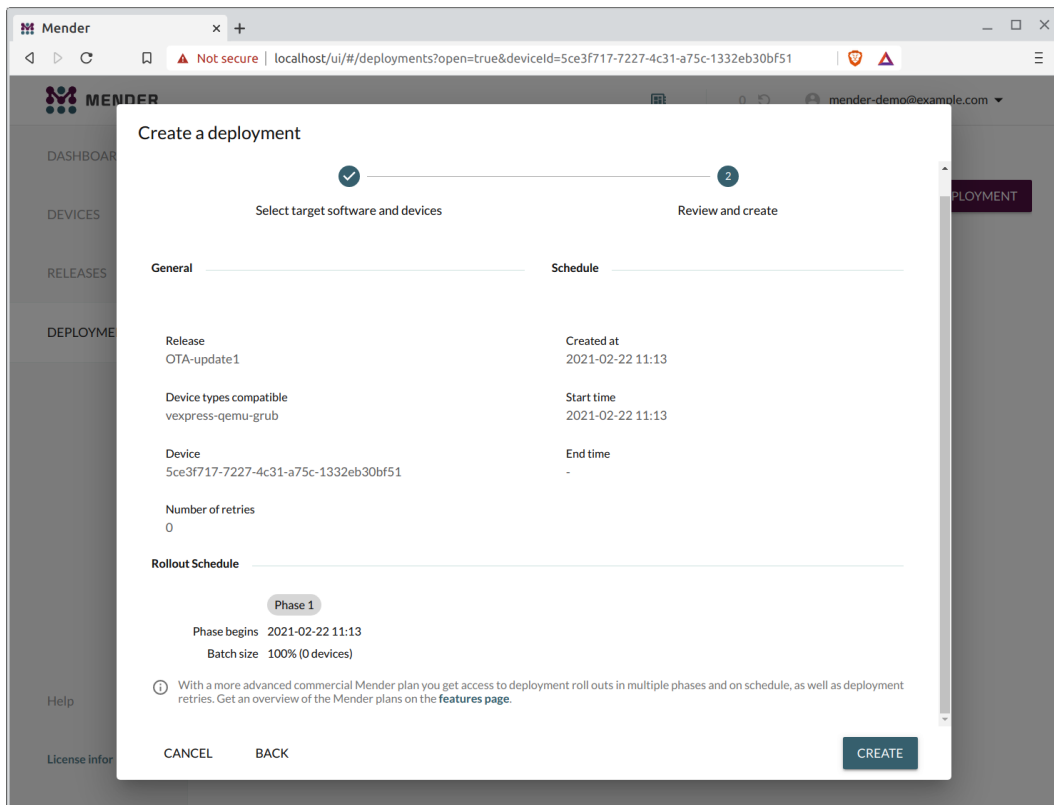 Mender
Not secure | localhost/ui/#/deployments?open=true&deviceId=5ce3f717-7227-4c31-a75c-1332eb30bf51
MENDER
0
mender-demo@example.com
Create a deployment
DASHBOAR
2
Select target software and devices
Review and create
PLOYMENT
DEVICES
General
Schedule
RELEASES
DEPLOYME
Release
OTA-update1
Created at
2021-02-22 11:13
Device types compatible
vexpress-qemu-grub
Start time
2021-02-22 11:13
Device
5ce3f717-7227-4c31-a75c-1332eb30bf51
End time
-
Number of retries
0
Rollout Schedule
Phase 1
Phase begins 2021-02-22 11:13
Batch size 100% (0 devices)
With a more advanced commercial Mender plan you get access to deployment roll outs in multiple phases and on schedule, as well as deployment
retries. Get an overview of the Mender plans on the features page.
Help
License infor
CANCEL
BACK
CREATE